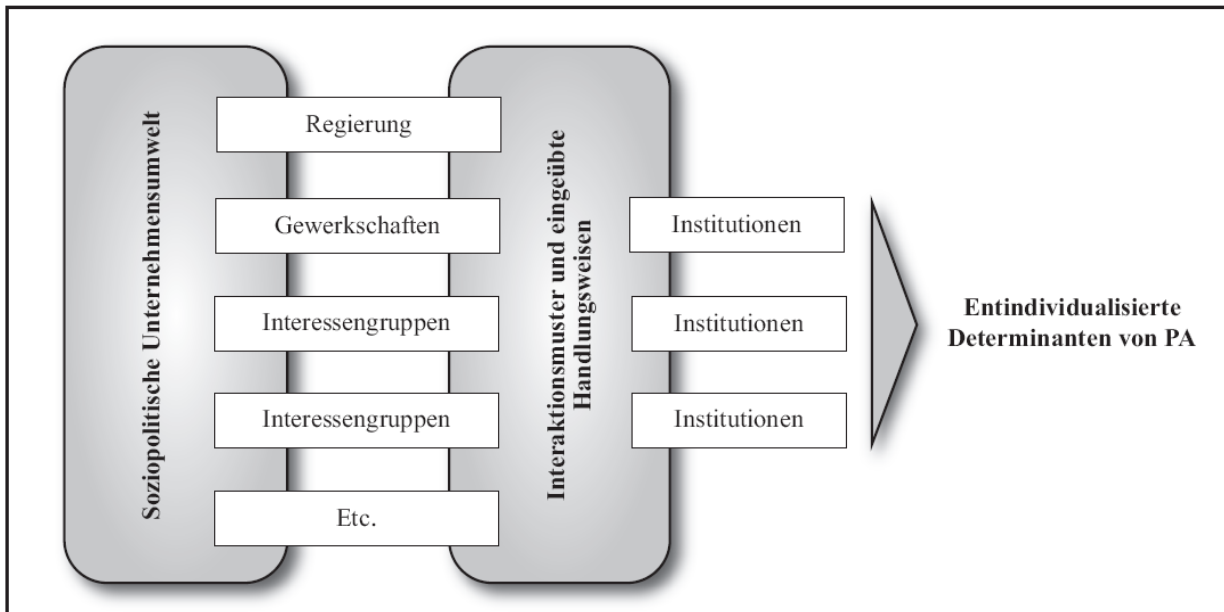 Soziopolitische Unternehmensumwelt
Regierung
Gewerkschaften
Interessengruppen
Interessengruppen
Etc.
Interaktionsmuster und eingeübte
Handlungsweisen
Institutionen
Institutionen
Institutionen
Entindividualisierte
Determinanten von PA